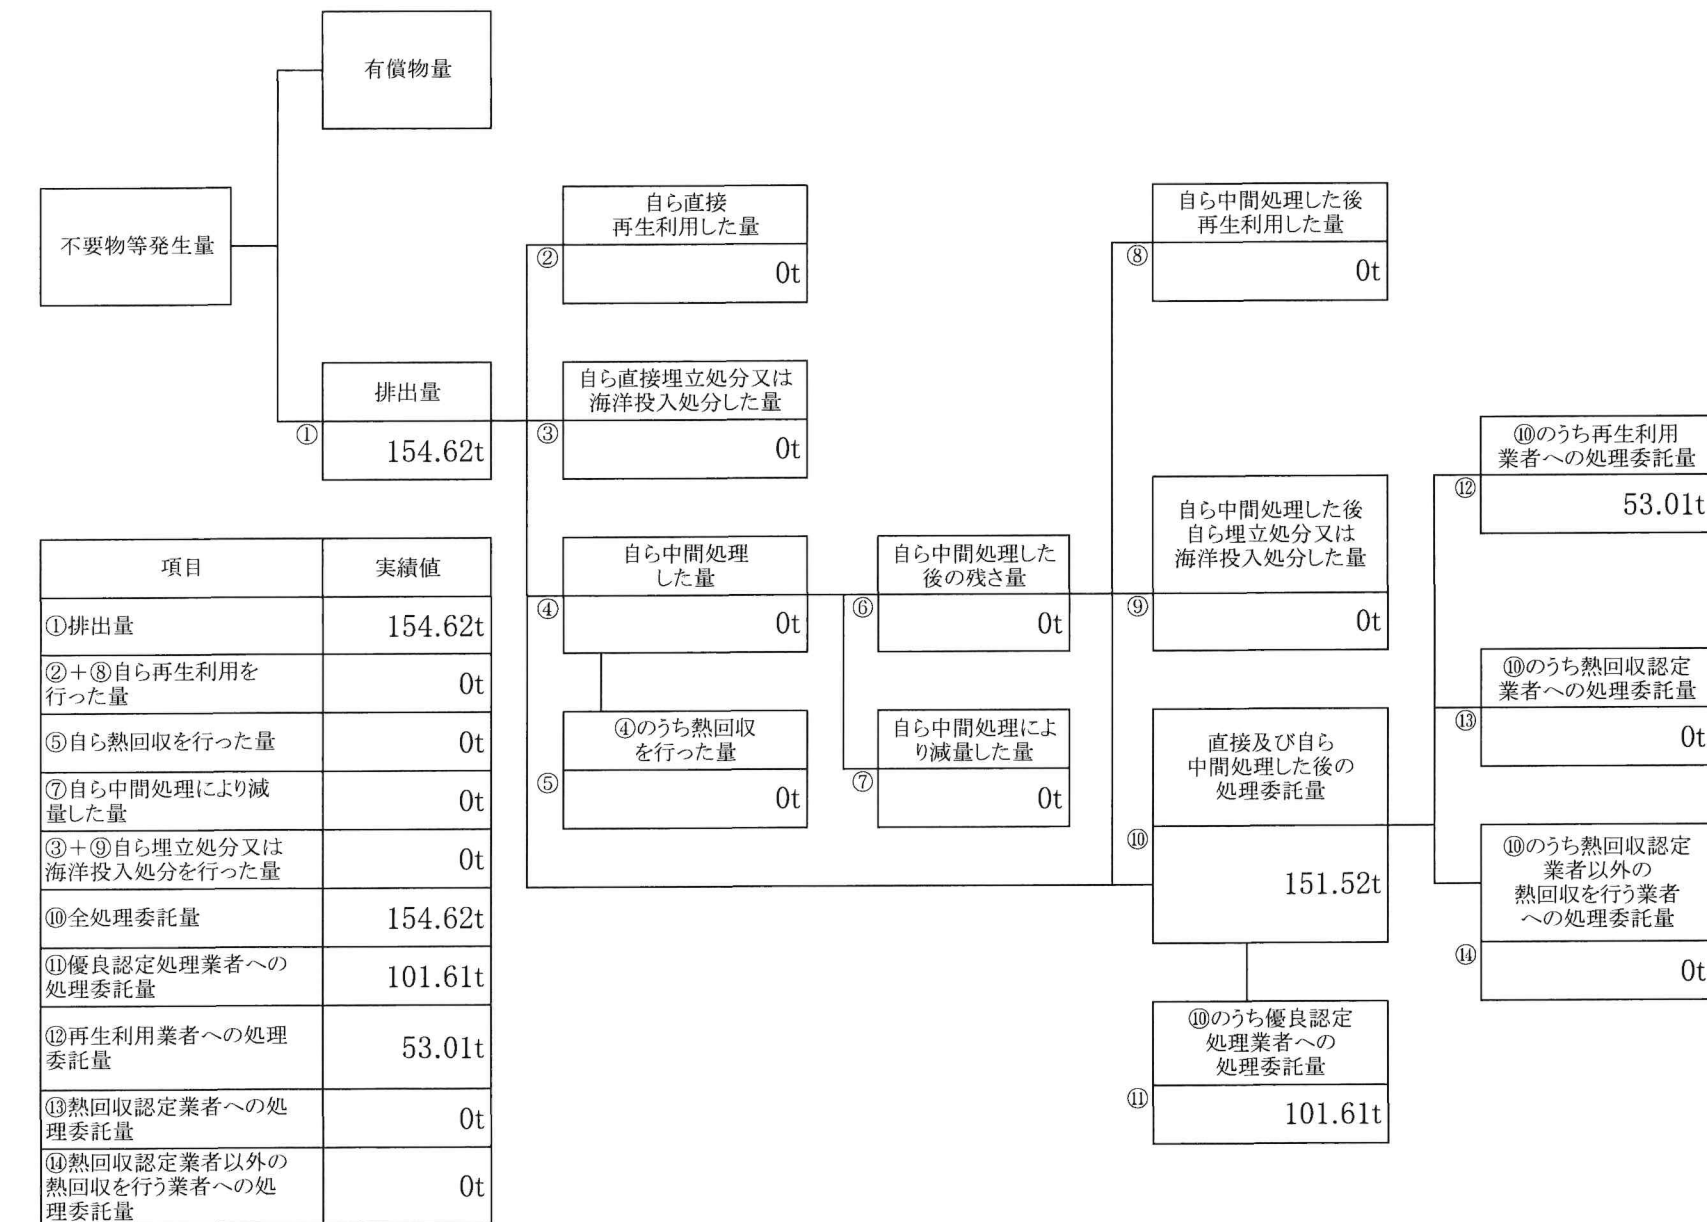 有償物量
不要物等発生量
排出量
①
154.62t
自ら直接
再生利用した量
②
0t
自ら直接埋立処分又は
海洋投入処分した量
③
0t
自ら中間処理
した量
④
0t
④のうち熱回収
を行った量
⑤
0t
自ら中間処理した
後の残さ量
⑥
0t
自ら中間処理によ
り減量した量
⑦
0t
自ら中間処理した後
再生利用した量
⑧
0t
自ら中間処理した後
自ら埋立処分又は
海洋投入処分した量
⑨
0t
直接及び自ら
中間処理した後の
処理委託量
⑩
151.52t
⑩のうち優良認定
処理業者への
処理委託量
⑪
101.61t
⑩のうち再生利用
業者への処理委託量
⑫
53.01t
⑩のうち熱回収認定
業者への処理委託量
⑬
0t
⑩のうち熱回収認定
業者以外の
熱回収を行う業者
への処理委託量
⑭
0t
項目 実績値
①排出量 154.62t
②+⑧自ら再生利用を
行った量 0t
⑤自ら熱回収を行った量 0t
⑦自ら中間処理により減
量した量 0t
③+⑨自ら埋立処分又は
海洋投入処分を行った量 0t
⑩全処理委託量 154.62t
⑪優良認定処理業者への
処理委託量 101.61t
⑫再生利用業者への処理
委託量 53.01t
⑬熱回収認定業者への処
理委託量 0t
⑭熱回収認定業者以外の
熱回収を行う業者への処
理委託量 0t